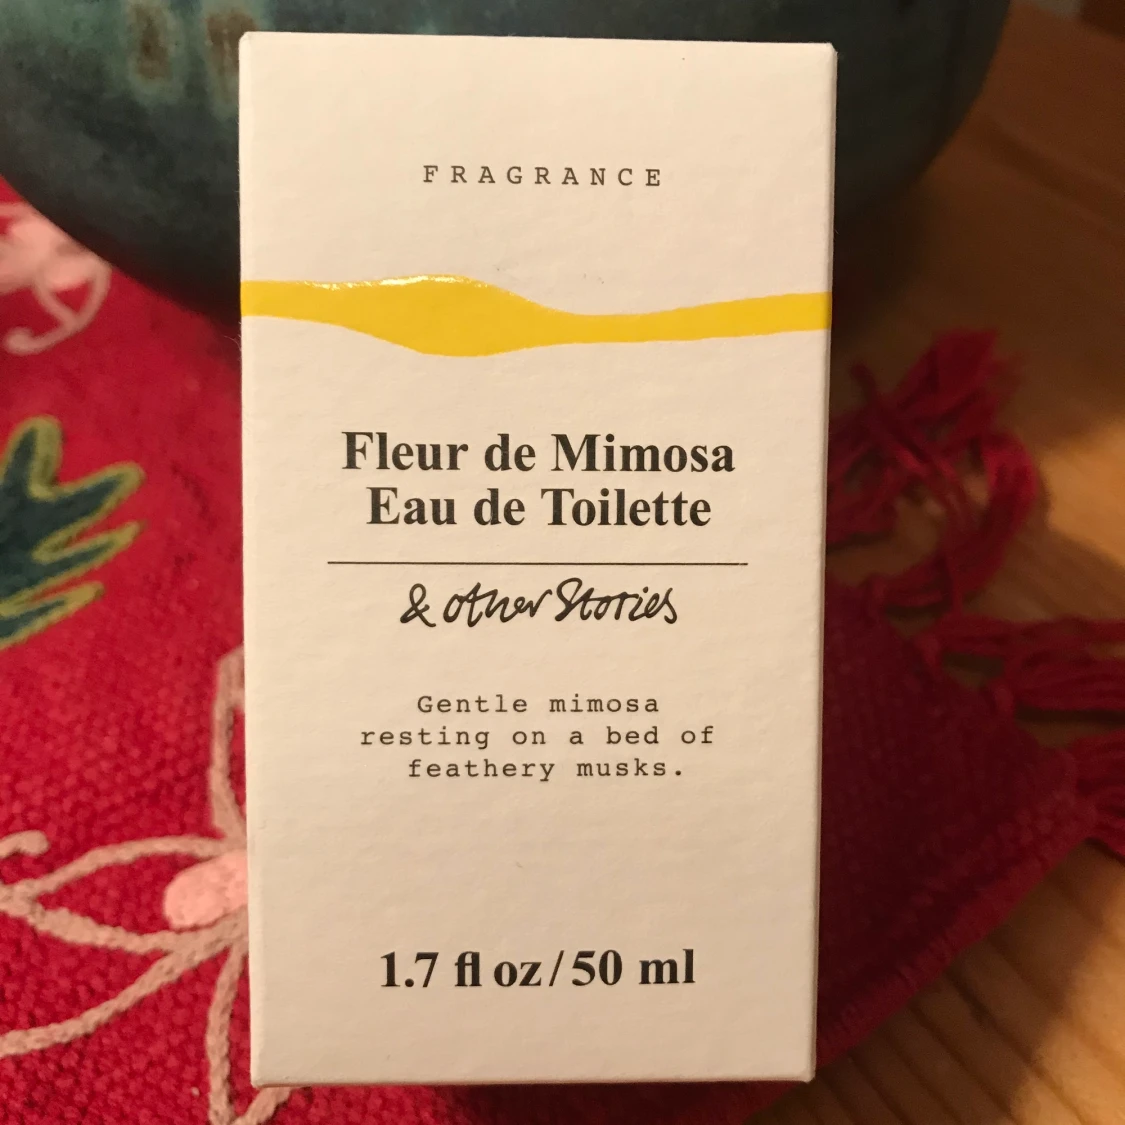 FRAGRANCE
Fleur de Mimosa
Eau de Toilette
& other Stories
Gentle mimosa
resting on a bed of
feathery musks.
1.7 fl oz/50 ml